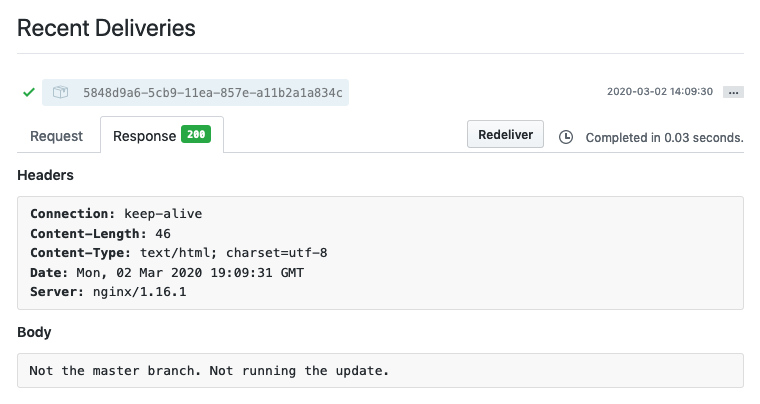 Recent Deliveries
5848d9a6-5cb9-11ea-857e-a11b2a1a834c 2020-03-02 14:09:30 ...
Request Response 200 Redeliver Completed in 0.03 seconds.
Headers
Connection: keep-alive
Content-Length: 46
Content-Type: text/html; charset=utf-8
Date: Mon, 02 Mar 2020 19:09:31 GMT
Server: nginx/1.16.1
Body
Not the master branch. Not running the update.